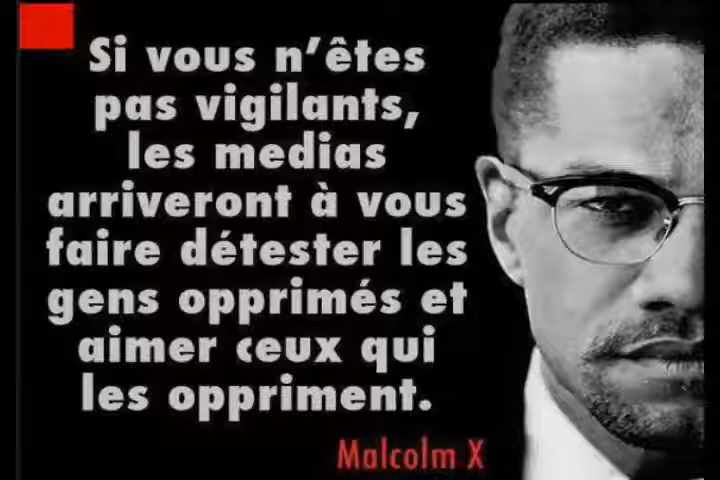 Si vous n'êtes
pas vigilants,
les medias
arriveront à vous
faire détester les
gens opprimés et
aimer ceux qui
les oppriment.
Malcolm X